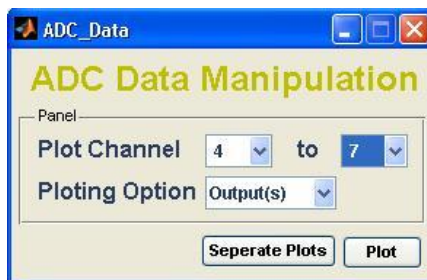 ADC_Data
ADC Data Manipulation
Panel
Plot Channel 4 to 7
Ploting Option Output(s)
Seperate Plots Plot